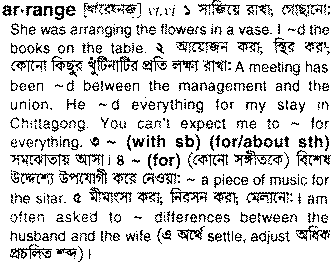 ar·range [অ্যারেইনজ্] vt,vi ১ সাজিয়ে রাখা; গোছানো:
She was arranging the flowers in a vase. I ~d the
books on the table. ২ আয়োজন করা; স্থির করা;
কোনো কিছুর খুঁটিনাটির প্রতি লক্ষ্য রাখা: A meeting has
been ~d between the management and the
union. He ~d everything for my stay in
Chittagong. You can't expect me to ~ for
everything. ৩ ~ (with sb) (for/about sth)
সমঝোতায় আসা। ৪ ~ (for) (কোনো সঙ্গীতকে) বিশেষ
উদ্দেশ্যে উপযোগী করে নেওয়া: ~ a piece of music for
the sitar. ৫ মীমাংসা করা, নিরসন করা, মেলানো: I am
often asked to ~ differences between the
husband and the wife (এ অর্থে settle, adjust অধিক
প্রচলিত শব্দ)।